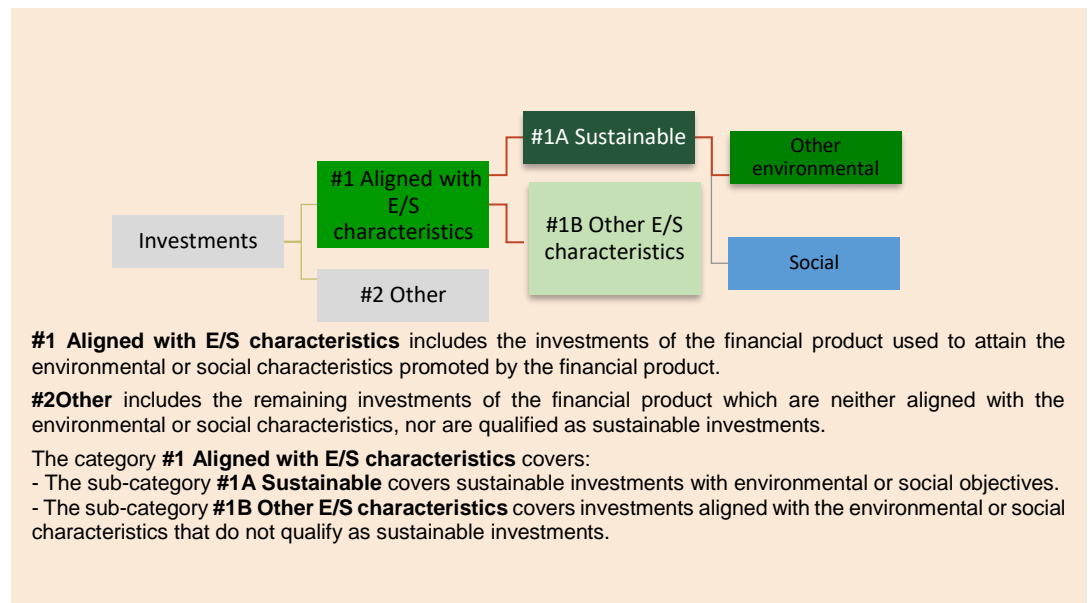 #1A Sustainable
Other
environmental
#1 Aligned with
E/S
characteristics
#1B Other E/S
characteristics
Investments
Social
#2 Other
#1 Aligned with E/S characteristics includes the investments of the financial product used to attain the
environmental or social characteristics promoted by the financial product.
#2Other includes the remaining investments of the financial product which are neither aligned with the
environmental or social characteristics, nor are qualified as sustainable investments.
The category #1 Aligned with E/S characteristics covers:
- The sub-category #1A Sustainable covers sustainable investments with environmental or social objectives.
- The sub-category #1B Other E/S characteristics covers investments aligned with the environmental or social
characteristics that do not qualify as sustainable investments.